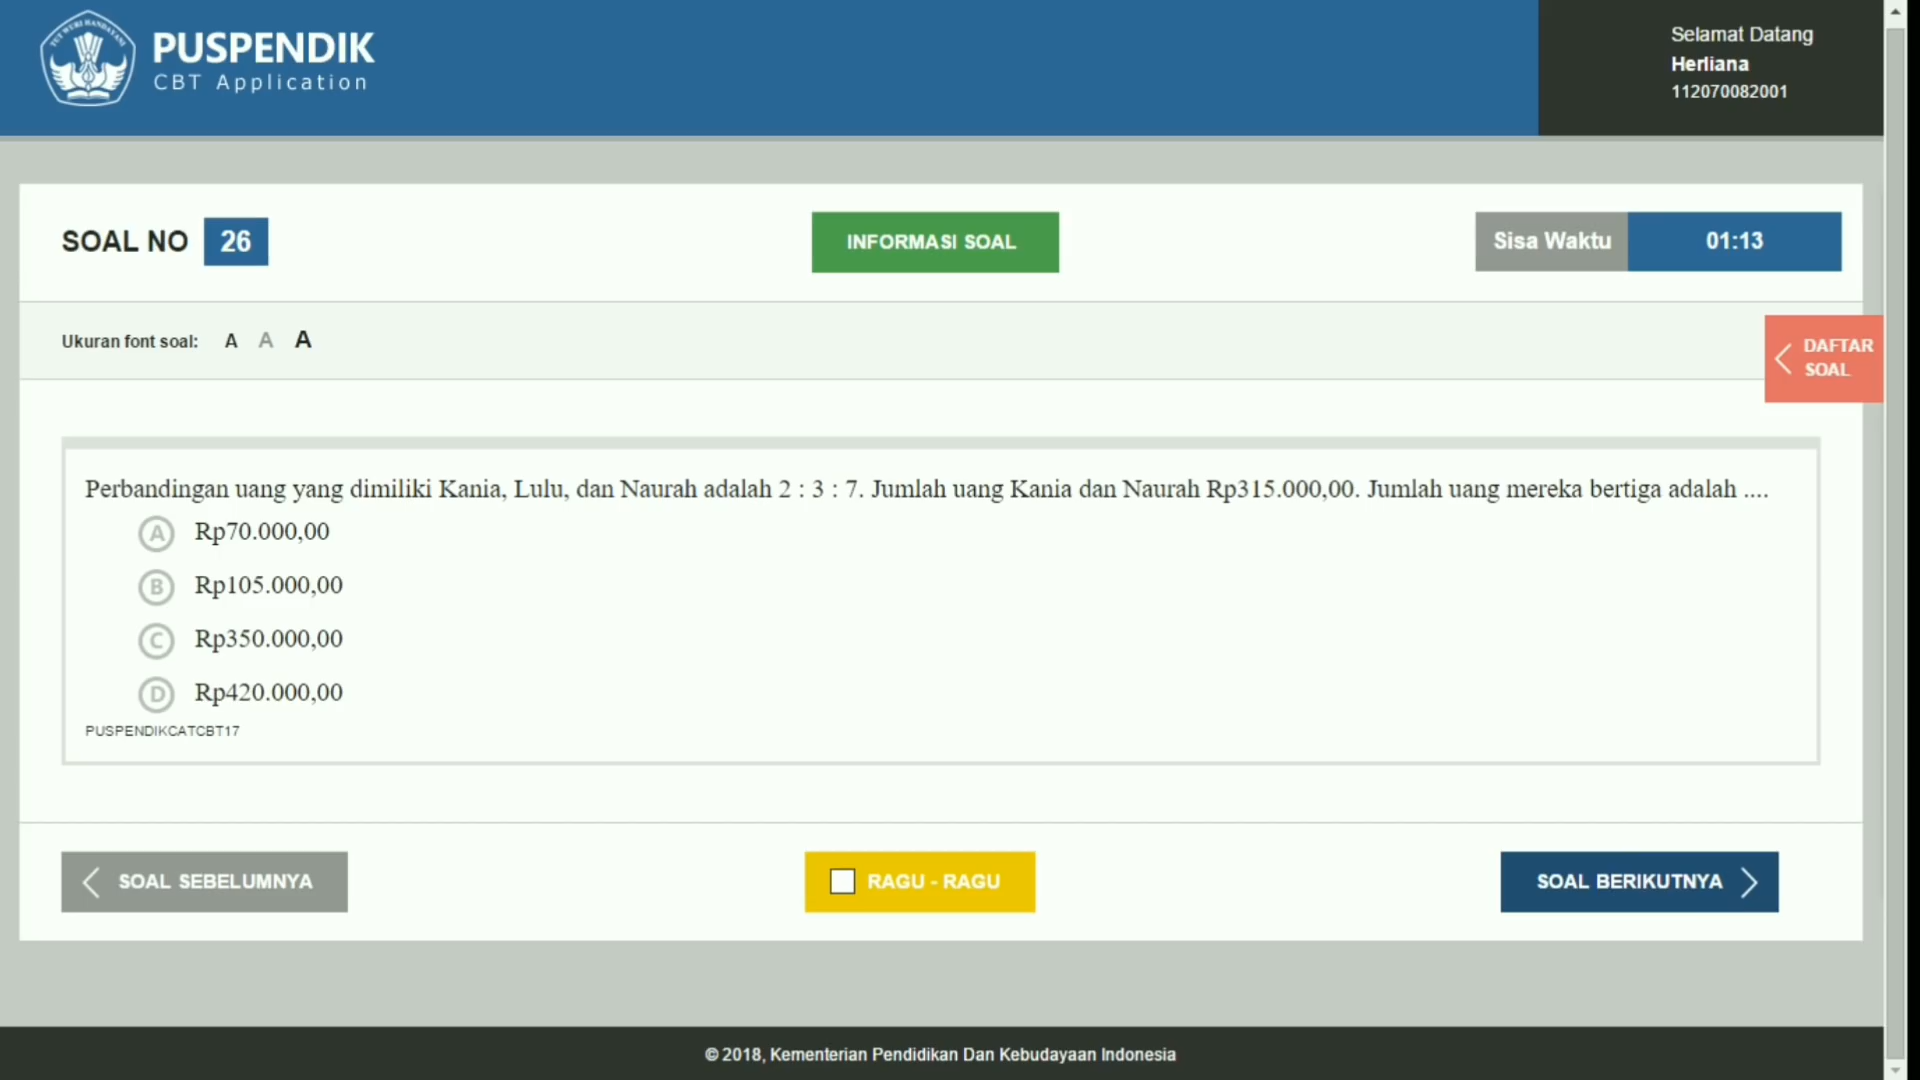 TUT WURI HANDAYANI
PUSPENDIK
CBT Application
Selamat Datang
Herliana
112070082001
SOAL NO 26
INFORMASI SOAL
Sisa Waktu 01:13
Ukuran font soal: A A A
DAFTAR
SOAL
Perbandingan uang yang dimiliki Kania, Lulu, dan Naurah adalah 2 : 3 : 7. Jumlah uang Kania dan Naurah Rp315.000,00. Jumlah uang mereka bertiga adalah ....
A Rp70.000,00
B Rp105.000,00
C Rp350.000,00
D Rp420.000,00
PUSPENDIKCATCBT17
SOAL SEBELUMNYA
RAGU - RAGU
SOAL BERIKUTNYA
© 2018, Kementerian Pendidikan Dan Kebudayaan Indonesia